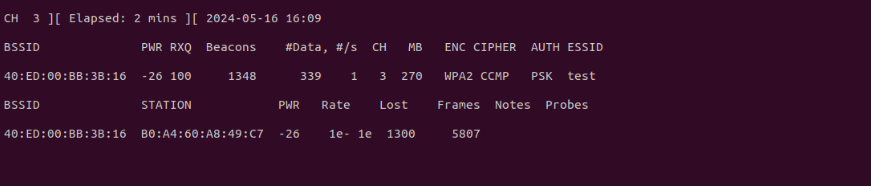 CH  3 ][ Elapsed: 2 mins ][ 2024-05-16 16:09
BSSID              PWR RXQ  Beacons    #Data, #/s  CH   MB   ENC CIPHER  AUTH ESSID
40:ED:00:BB:3B:16  -26 100     1348      339    1   3  270   WPA2 CCMP   PSK  test
BSSID              STATION            PWR   Rate    Lost    Frames  Notes  Probes
40:ED:00:BB:3B:16  B0:A4:60:A8:49:C7  -26    1e- 1e  1300     5807